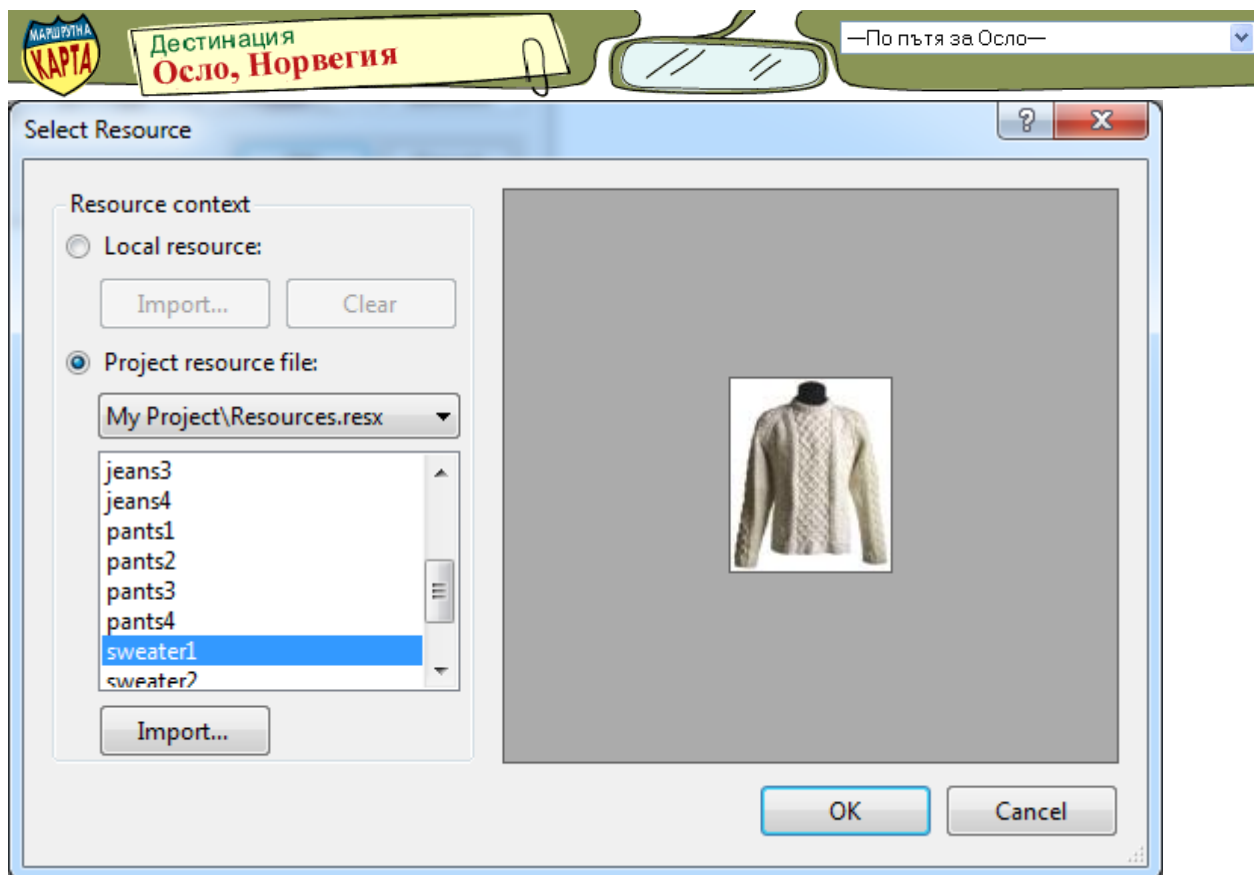 МАРШРУТНА
КАРТА
Дестинация
Осло, Норвегия
—По пътя за Осло—
Select Resource
Resource context
Local resource:
Import...
Clear
Project resource file:
My Project\Resources.resx
jeans3
jeans4
pants1
pants2
pants3
pants4
sweater1
sweater2
Import...
OK
Cancel